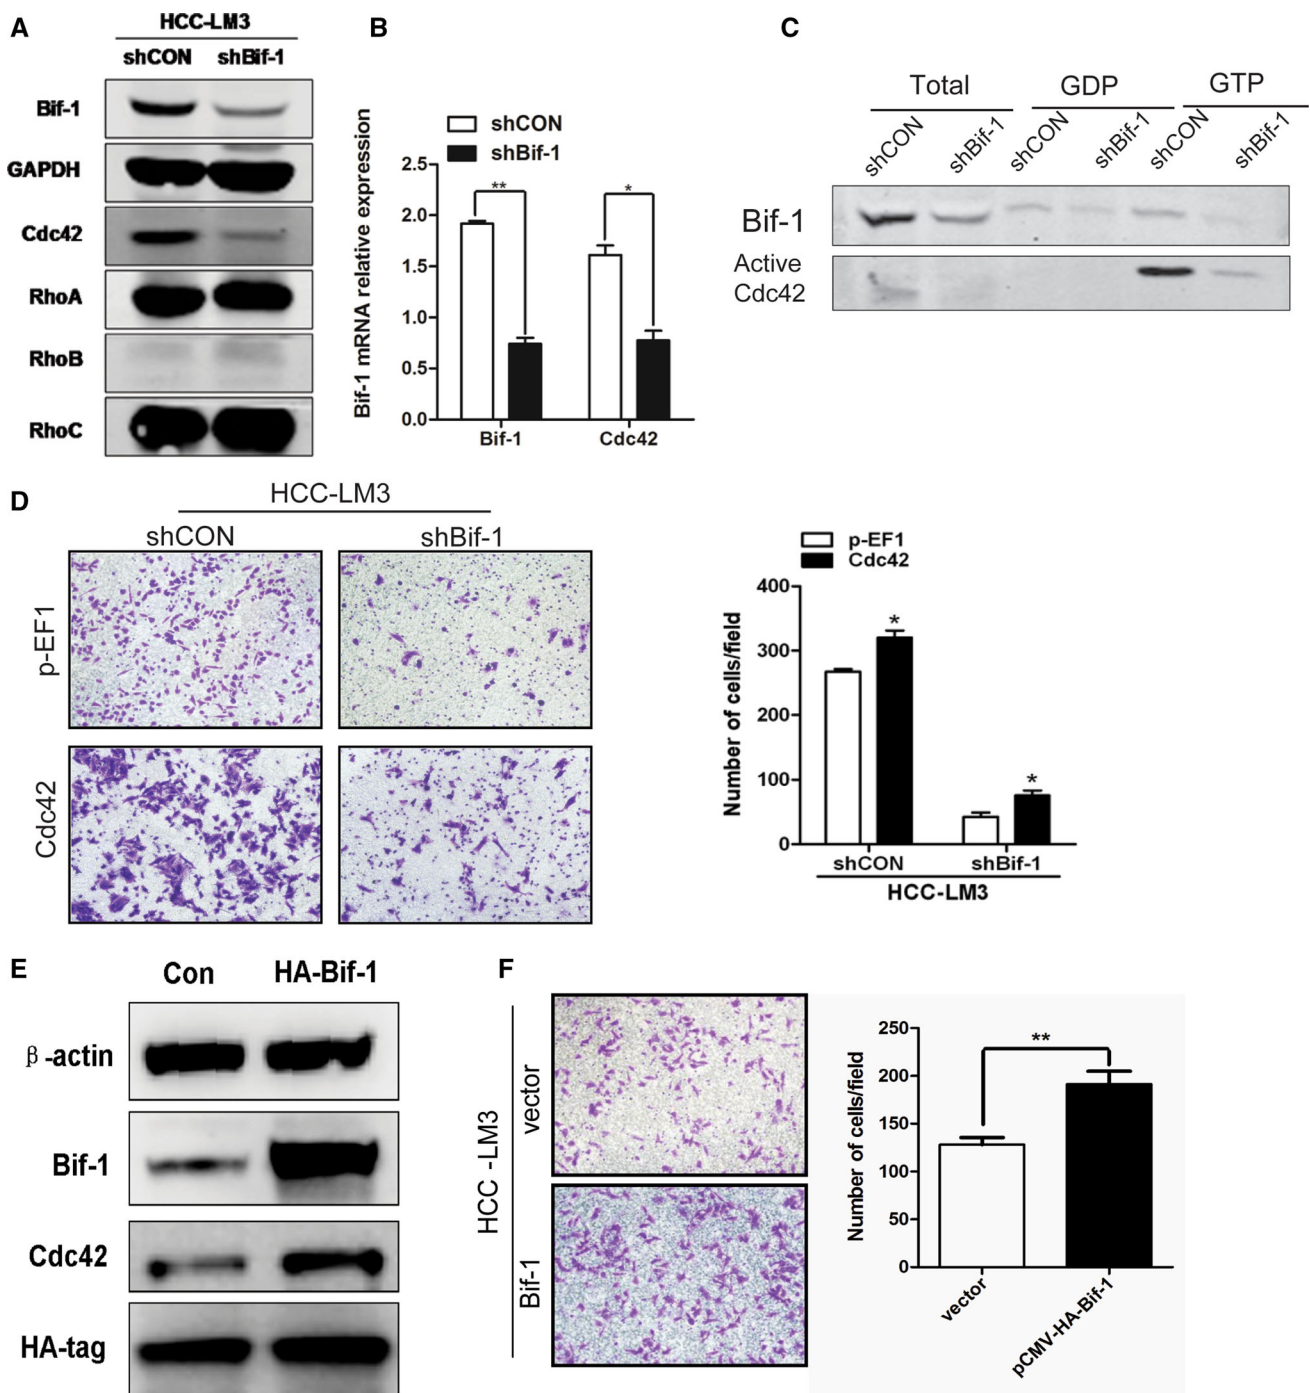 A
HCC-LM3
shCON shBif-1
Bif-1
GAPDH
Cdc42
RhoA
RhoB
RhoC
B
shCON
shBif-1
Bif-1 mRNA relative expression
2.5
2.0
1.5
1.0
0.5
0.0
**
*
Bif-1 Cdc42
C
Total GDP GTP
shCON shBif-1 shCON shBif-1 shCON shBif-1
Bif-1
Active
Cdc42
D
HCC-LM3
shCON shBif-1
p-EF1
Cdc42
p-EF1
Cdc42
Number of cells/field
400
300
200
100
0
*
*
shCON shBif-1
HCC-LM3
E
Con HA-Bif-1
β-actin
Bif-1
Cdc42
HA-tag
F
HCC -LM3
vector
Bif-1
Number of cells/field
250
200
150
100
50
0
**
vector
pCMV-HA-Bif-1